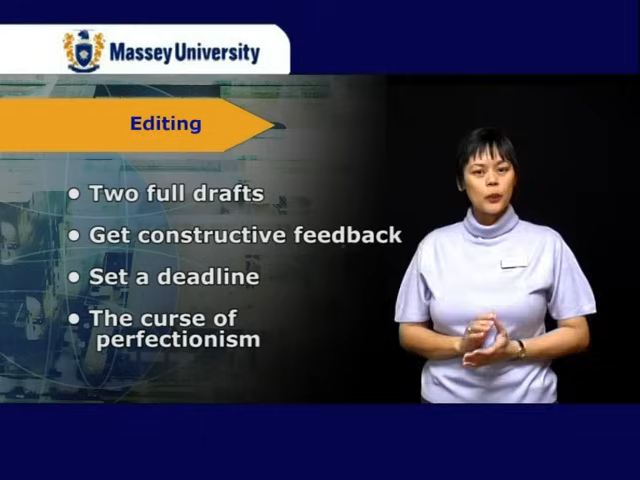 Massey University
Editing
• Two full drafts
• Get constructive feedback
• Set a deadline
• The curse of
perfectionism